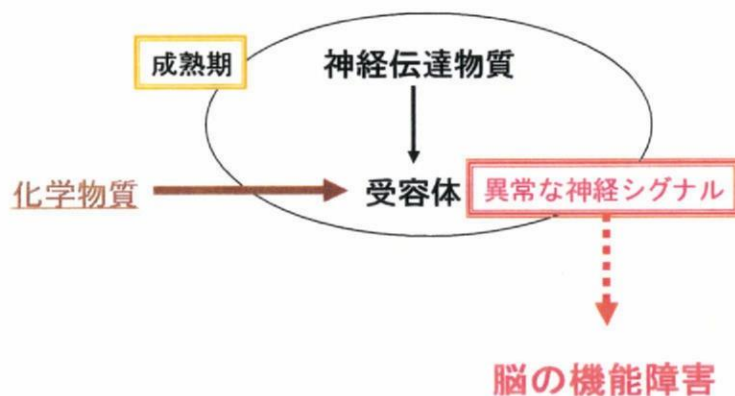 成熟期
神経伝達物質
化学物質
受容体
異常な神経シグナル
脳の機能障害